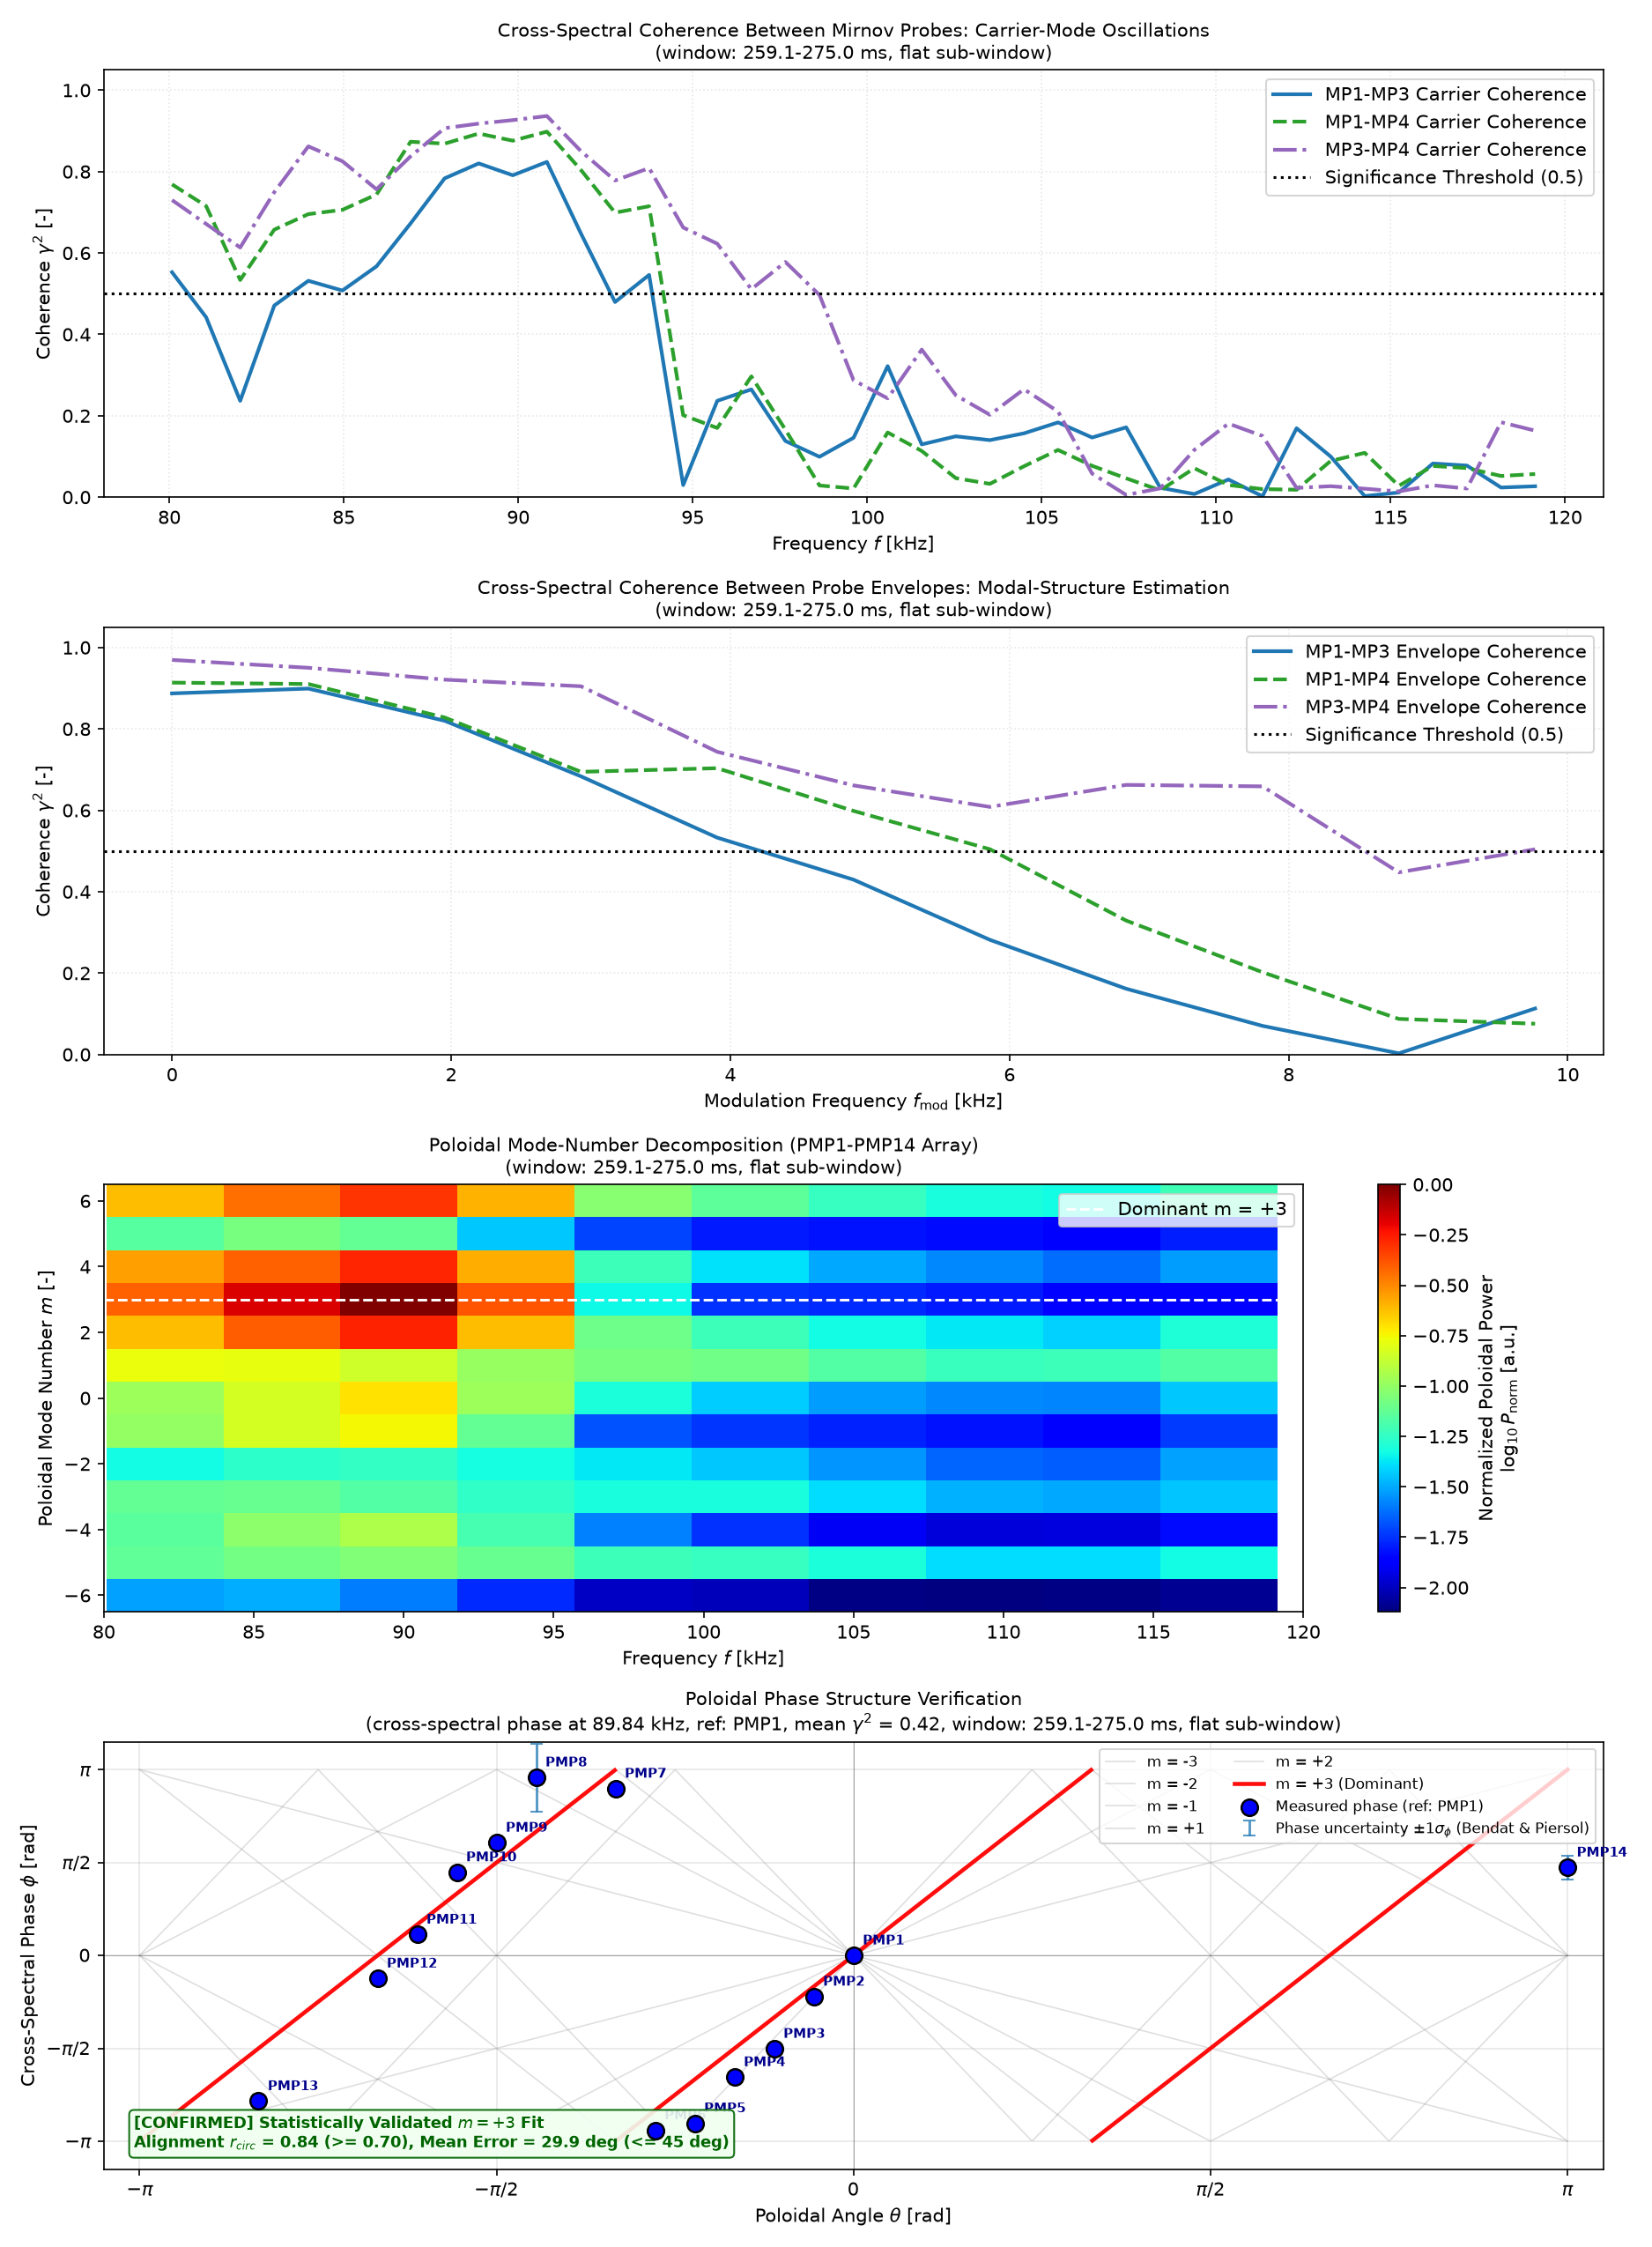 Cross-Spectral Coherence Between Mirnov Probes: Carrier-Mode Oscillations
(window: 259.1-275.0 ms, flat sub-window)
Coherence γ² [-]
1.0
0.8
0.6
0.4
0.2
0.0
MP1-MP3 Carrier Coherence
MP1-MP4 Carrier Coherence
MP3-MP4 Carrier Coherence
Significance Threshold (0.5)
80 85 90 95 100 105 110 115 120
Frequency f [kHz]
Cross-Spectral Coherence Between Probe Envelopes: Modal-Structure Estimation
(window: 259.1-275.0 ms, flat sub-window)
Coherence γ² [-]
1.0
0.8
0.6
0.4
0.2
0.0
MP1-MP3 Envelope Coherence
MP1-MP4 Envelope Coherence
MP3-MP4 Envelope Coherence
Significance Threshold (0.5)
0 2 4 6 8 10
Modulation Frequency f_mod [kHz]
Poloidal Mode-Number Decomposition (PMP1-PMP14 Array)
(window: 259.1-275.0 ms, flat sub-window)
Poloidal Mode Number m [-]
6
4
2
0
−2
−4
−6
Dominant m = +3
80 85 90 95 100 105 110 115 120
Frequency f [kHz]
0.00
−0.25
−0.50
−0.75
−1.00
−1.25
−1.50
−1.75
−2.00
Normalized Poloidal Power
log₁₀ P_norm [a.u.]
Poloidal Phase Structure Verification
(cross-spectral phase at 89.84 kHz, ref: PMP1, mean γ² = 0.42, window: 259.1-275.0 ms, flat sub-window)
Cross-Spectral Phase ϕ [rad]
π
π/2
0
−π/2
−π
m = -3
m = -2
m = -1
m = +1
m = +2
m = +3 (Dominant)
Measured phase (ref: PMP1)
Phase uncertainty ±1σ_ϕ (Bendat & Piersol)
PMP8
PMP7
PMP9
PMP10
PMP14
PMP11
PMP1
PMP12
PMP2
PMP3
PMP4
PMP13
PMP5
[CONFIRMED] Statistically Validated m = +3 Fit
Alignment r_circ = 0.84 (>= 0.70), Mean Error = 29.9 deg (<= 45 deg)
−π −π/2 0 π/2 π
Poloidal Angle θ [rad]